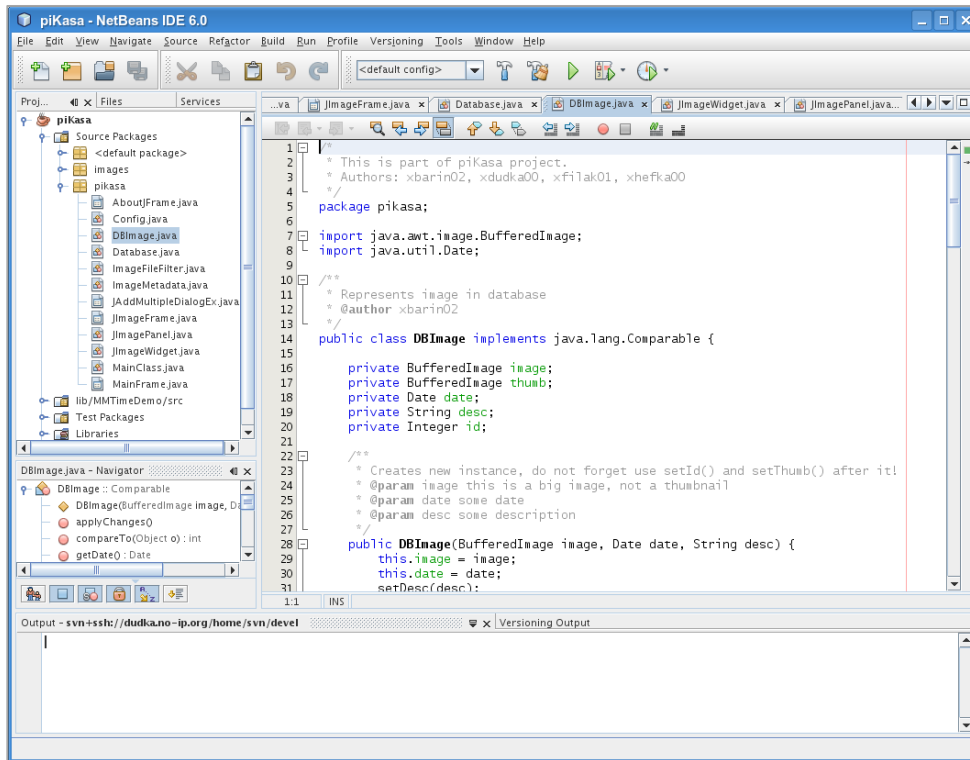 piKasa - NetBeans IDE 6.0
File Edit View Navigate Source Refactor Build Run Profile Versioning Tools Window Help
<default config>
Proj... Files Services
piKasa
Source Packages
<default package>
images
pikasa
AboutJFrame.java
Config.java
DBImage.java
Database.java
ImageFileFilter.java
ImageMetadata.java
JAddMultipleDialogEx.java
JImageFrame.java
JImagePanel.java
JImageWidget.java
MainClass.java
MainFrame.java
lib/MMTimeDemo/src
Test Packages
Libraries
DBImage.java - Navigator
DBImage :: Comparable
DBImage(BufferedImage image, Da
applyChanges()
compareTo(Object o) : int
getDate() : Date
...va JImageFrame.java Database.java DBImage.java JImageWidget.java JImagePanel.java...
1 /*
2 * This is part of piKasa project.
3 * Authors: xbarin02, xdudka00, xfilak01, xhefka00
4 */
5 package pikasa;
6
7 import java.awt.image.BufferedImage;
8 import java.util.Date;
9
10 /**
11 * Represents image in database
12 * @author xbarin02
13 */
14 public class DBImage implements java.lang.Comparable {
15
16 private BufferedImage image;
17 private BufferedImage thumb;
18 private Date date;
19 private String desc;
20 private Integer id;
21
22 /**
23 * Creates new instance, do not forget use setId() and setThumb() after it!
24 * @param image this is a big image, not a thumbnail
25 * @param date some date
26 * @param desc some description
27 */
28 public DBImage(BufferedImage image, Date date, String desc) {
29 this.image = image;
30 this.date = date;
31 setDesc(desc);
1:1 INS
Output - svn+ssh://dudka.no-ip.org/home/svn/devel Versioning Output